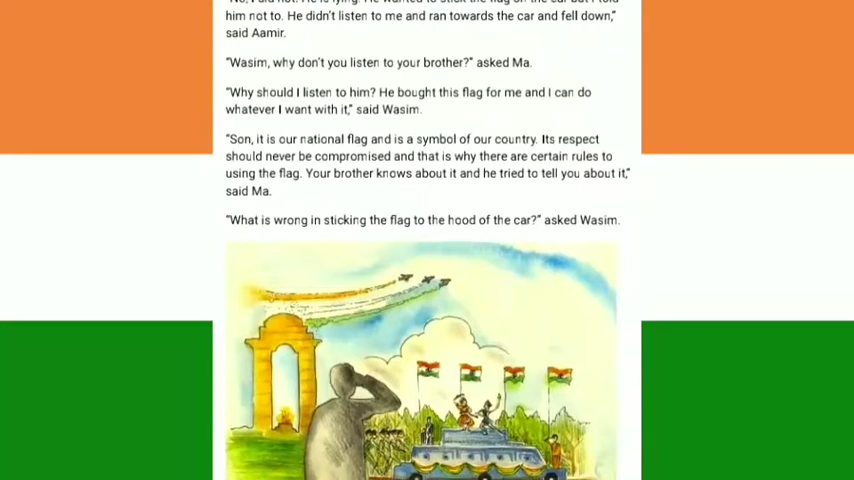 "No, I did not. He is lying. He wanted to stick the flag on the car but I told
him not to. He didn't listen to me and ran towards the car and fell down,"
said Aamir.
"Wasim, why don't you listen to your brother?" asked Ma.
"Why should I listen to him? He bought this flag for me and I can do
whatever I want with it," said Wasim.
"Son, it is our national flag and is a symbol of our country. Its respect
should never be compromised and that is why there are certain rules to
using the flag. Your brother knows about it and he tried to tell you about it,"
said Ma.
"What is wrong in sticking the flag to the hood of the car?" asked Wasim.